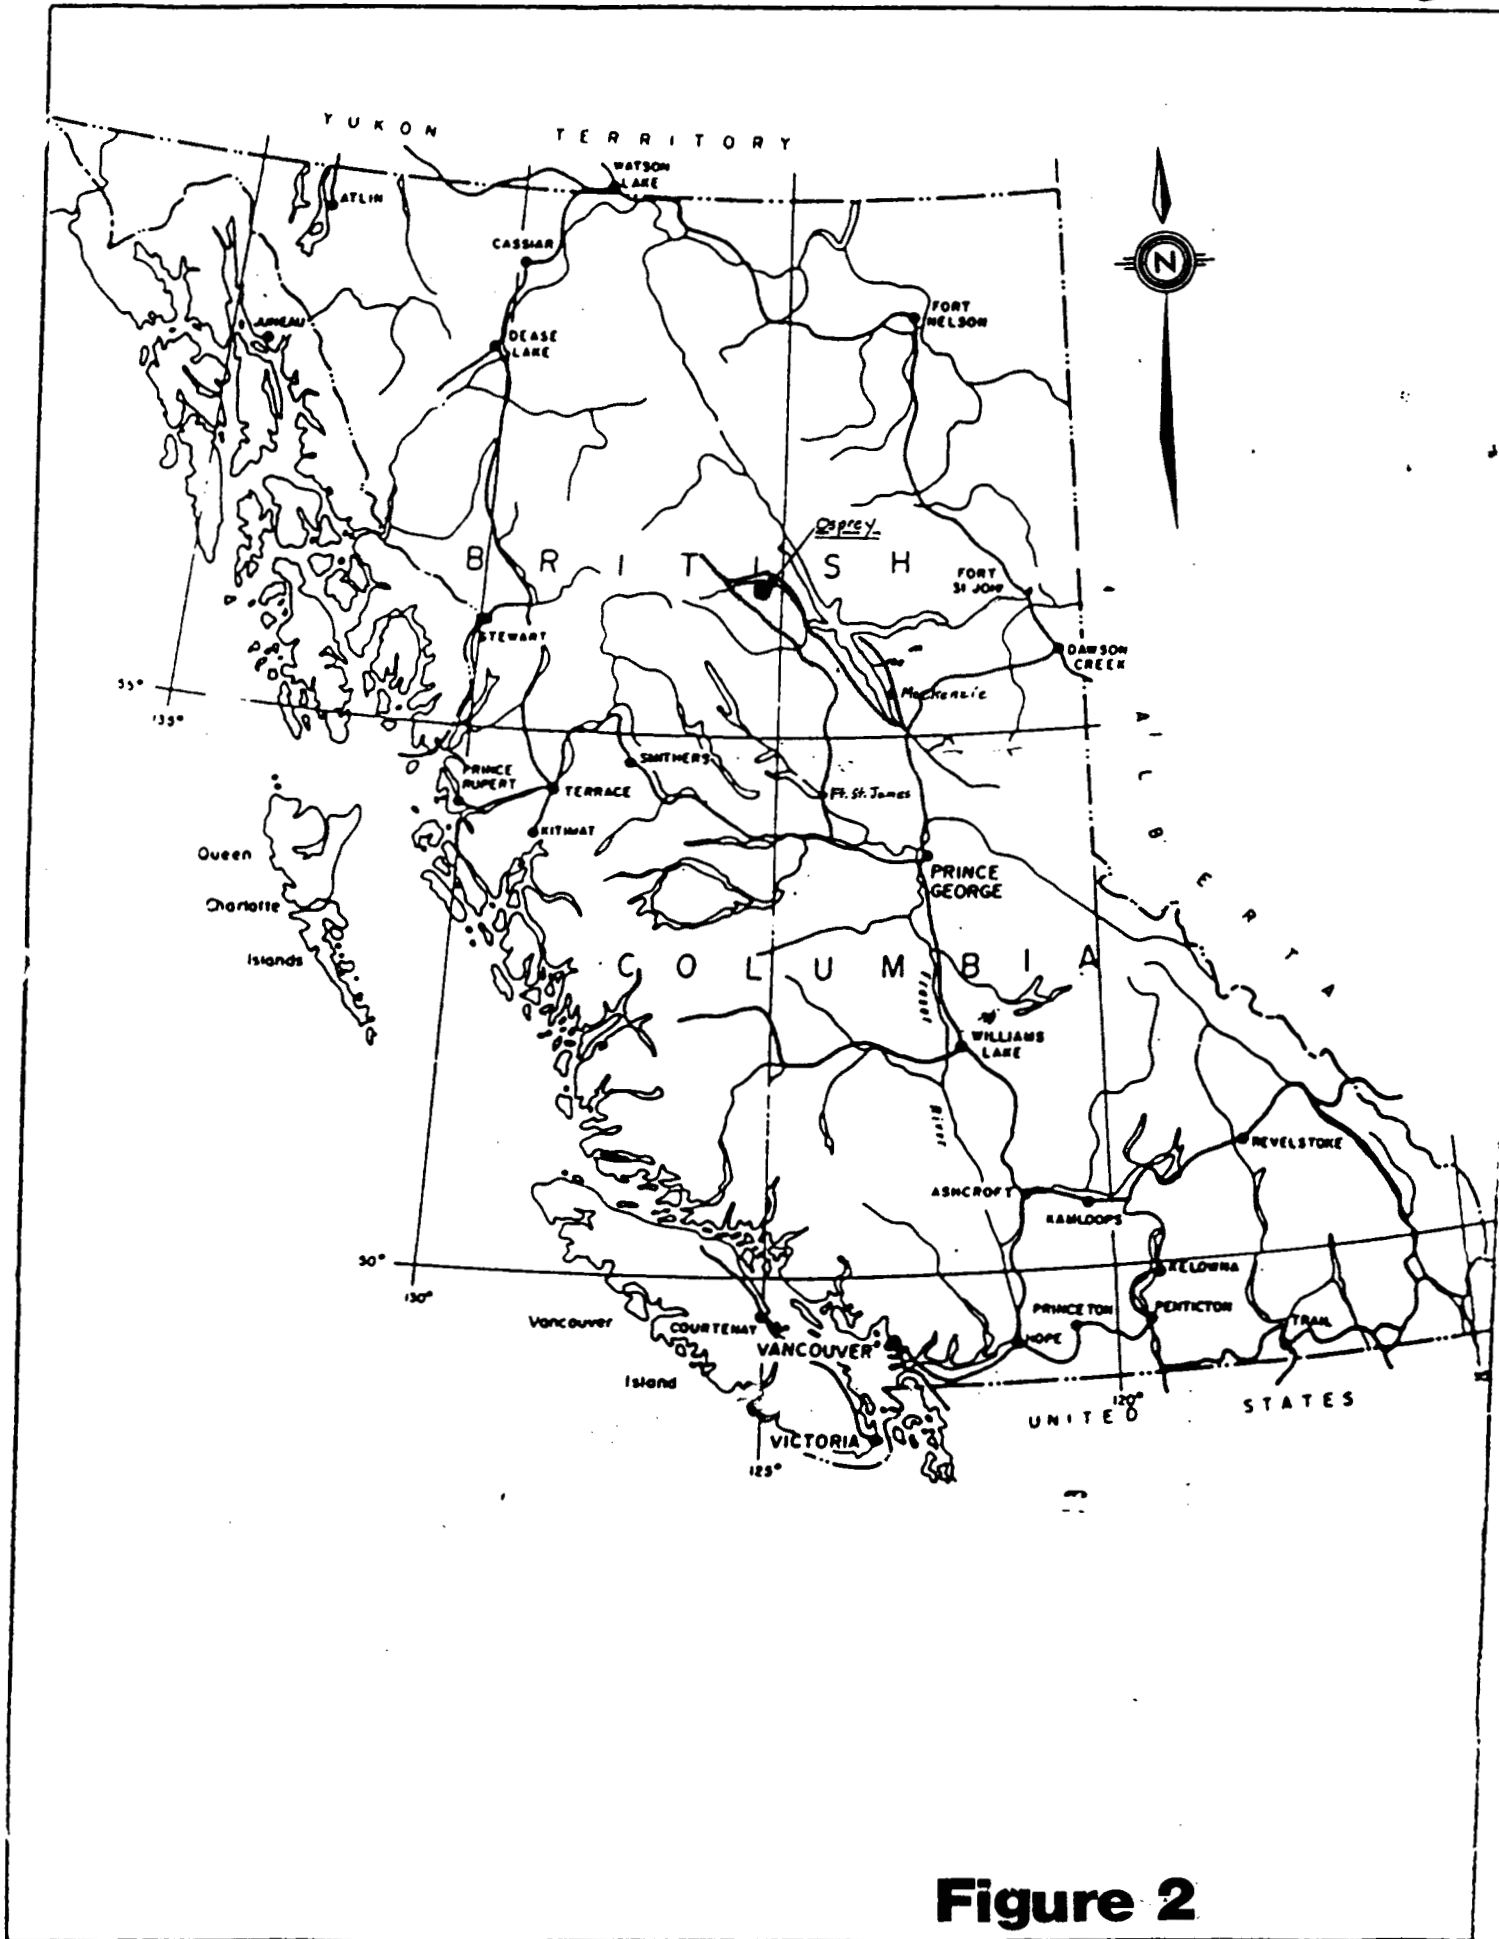 YUKON TERRITORY
WATSON
LAKE
ATLIN
CASSIAR
N
JUNEAU
FORT
NELSON
DEASE
LAKE
Osprey
BRITISH
FORT
ST JOHN
STEWART
DAWSON
CREEK
55°
135°
Mackenzie
ALBERTA
SMITHERS
PRINCE
RUPERT
TERRACE
Ft. St. James
KITIMAT
Queen
Charlotte
Islands
PRINCE
GEORGE
COLUMBIA
Fraser
River
WILLIAMS
LAKE
REVELSTOKE
ASHCROFT
KAMLOOPS
50°
130°
KELOWNA
Vancouver
Island
COURTENAY
PRINCETON
PENTICTON
TRAIL
VANCOUVER
HOPE
120°
UNITED STATES
VICTORIA
125°
Figure 2